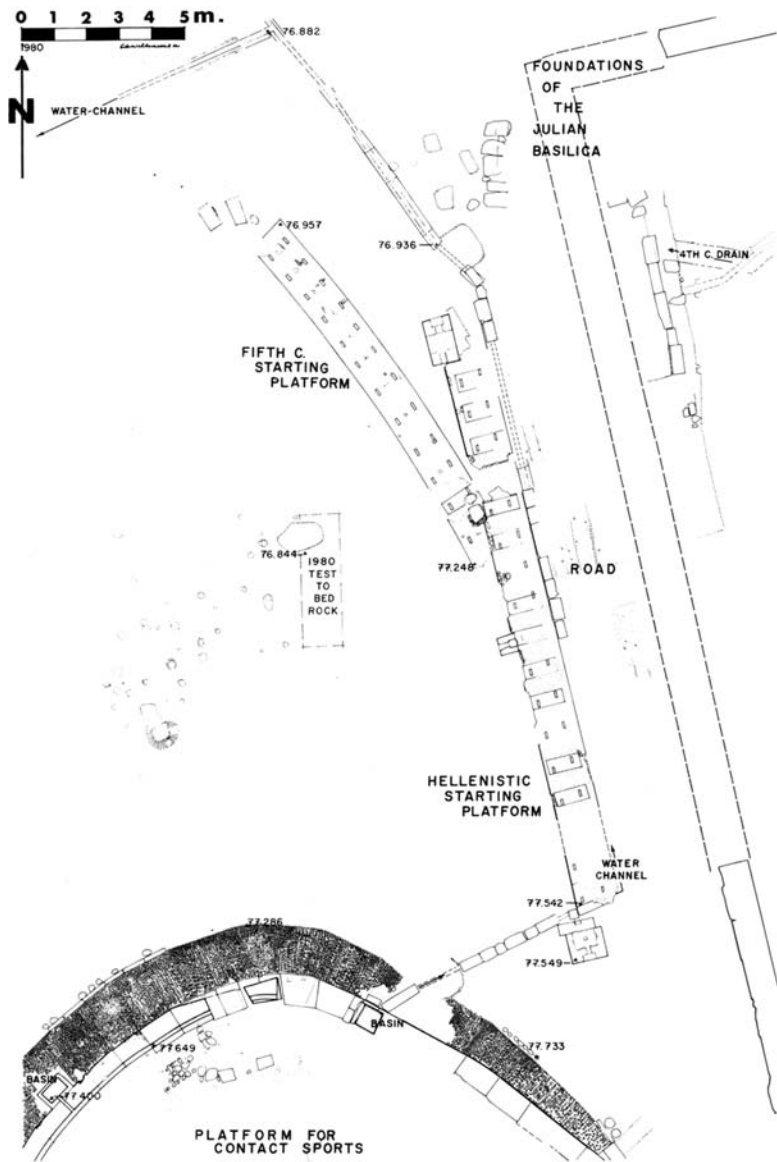 0 1 2 3 4 5 m.
1980
N
WATER-CHANNEL
76.882
FOUNDATIONS
OF
THE
JULIAN
BASILICA
76.957
76.936
4TH C. DRAIN
FIFTH C.
STARTING
PLATFORM
76.844
1980
TEST
TO
BED
ROCK
77.248
ROAD
HELLENISTIC
STARTING
PLATFORM
WATER
CHANNEL
77.542
77.286
77.549
BASIN
77.733
77.649
BASIN
77.400
PLATFORM FOR
CONTACT SPORTS